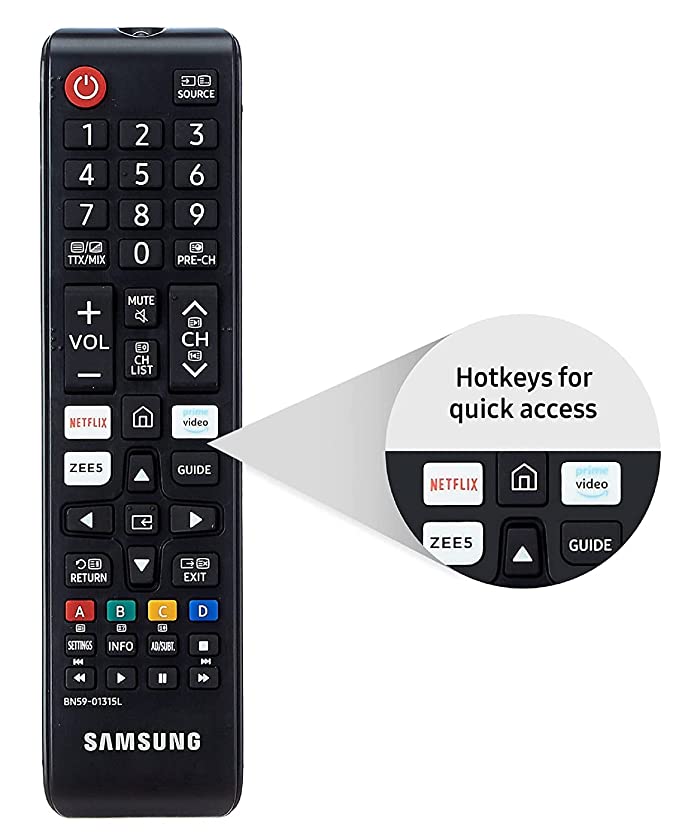 SOURCE
1 2 3
4 5 6
7 8 9
TTX/MIX 0 PRE-CH
+
VOL
−
MUTE
CH
LIST
CH
NETFLIX
prime
video
ZEE5
GUIDE
RETURN
EXIT
A B C D
SETTINGS INFO AD/SUBT.
BN59-01315L
SAMSUNG
Hotkeys for
quick access
NETFLIX
prime
video
ZEE5
GUIDE